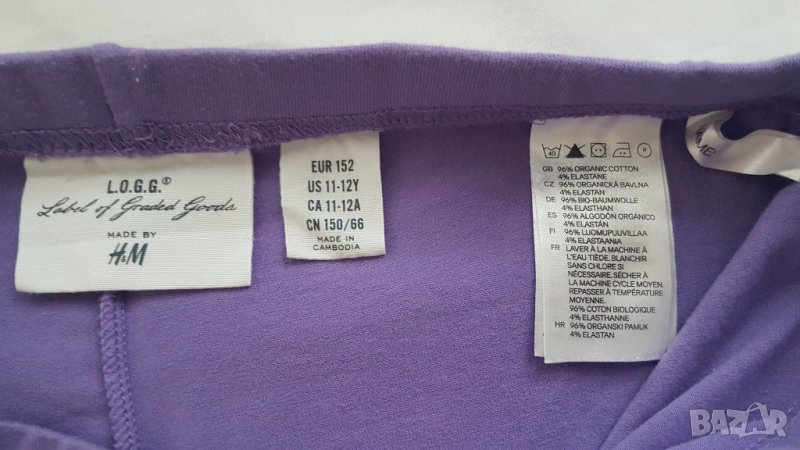 L.O.G.G.®
Label of Graded Goods
MADE BY
H&M
EUR 152
US 11-12Y
CA 11-12A
CN 150/66
MADE IN
CAMBODIA
40
P
GB 96% ORGANIC COTTON
4% ELASTANE
CZ 96% ORGANICKÁ BAVLNA
4% ELASTAN
DE 96% BIO-BAUMWOLLE
4% ELASTHAN
ES 96% ALGODÓN ORGÁNICO
4% ELASTÁN
FI 96% LUOMUPUUVILLAA
4% ELASTAANIA
FR LAVER À LA MACHINE À
L'EAU TIÈDE. BLANCHIR
SANS CHLORE SI
NÉCESSAIRE. SÉCHER À
LA MACHINE CYCLE MOYEN.
REPASSER À TEMPÉRATURE
MOYENNE.
96% COTON BIOLOGIQUE
4% ELASTHANNE
HR 96% ORGANSKI PAMUK
4% ELASTAN
BAZAR